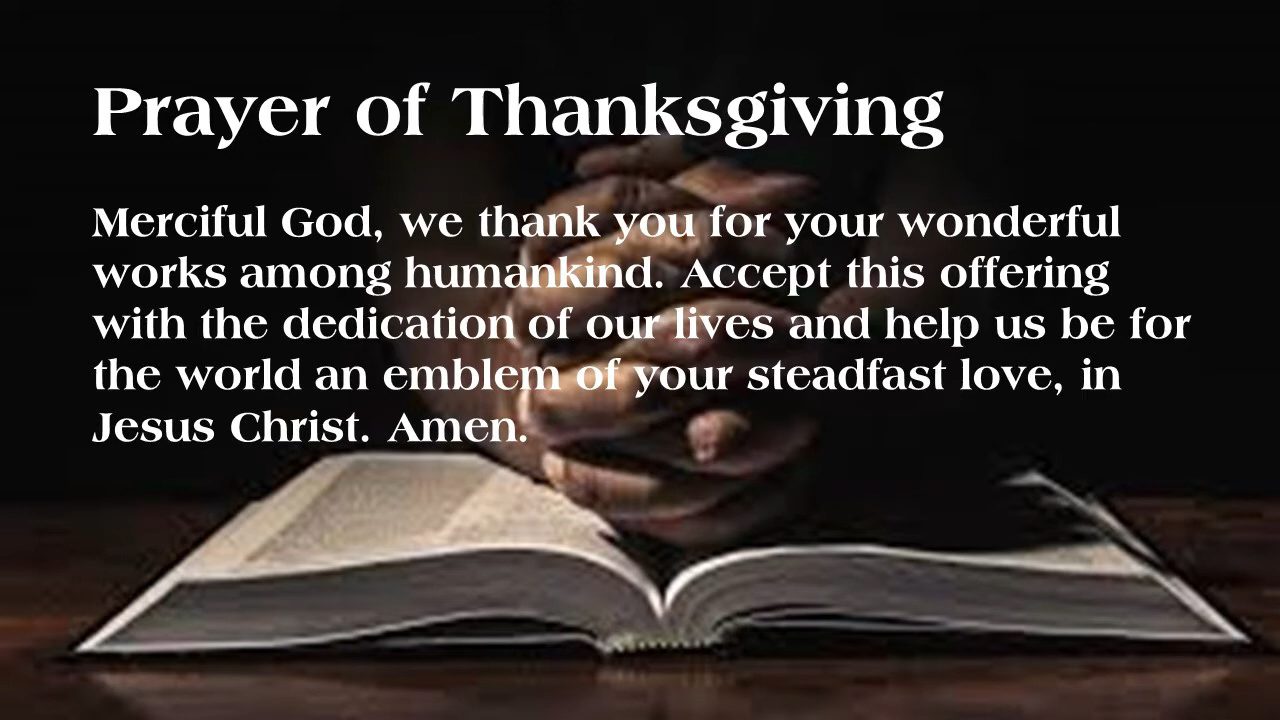 Prayer of Thanksgiving
Merciful God, we thank you for your wonderful
works among humankind. Accept this offering
with the dedication of our lives and help us be for
the world an emblem of your steadfast love, in
Jesus Christ. Amen.